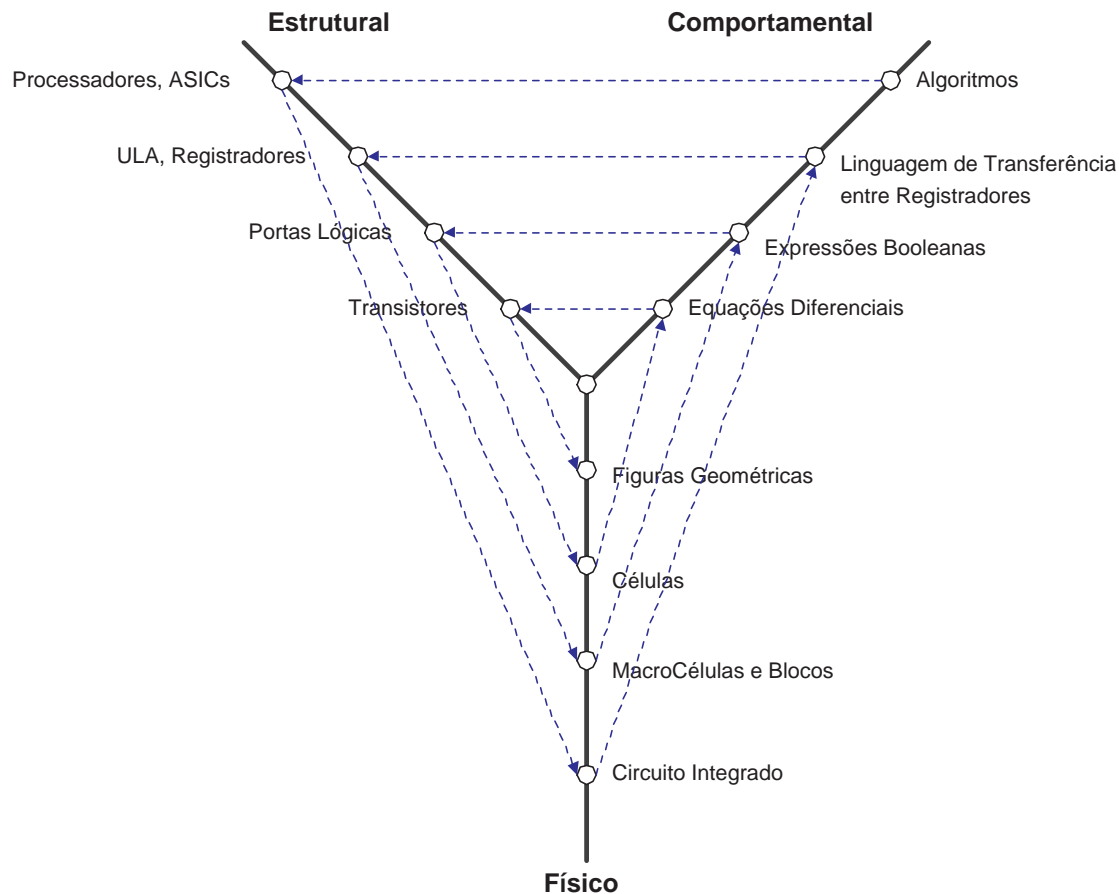 Estrutural
Comportamental
Processadores, ASICs
Algoritmos
ULA, Registradores
Linguagem de Transferência
entre Registradores
Portas Lógicas
Expressões Booleanas
Transistores
Equações Diferenciais
Figuras Geométricas
Células
MacroCélulas e Blocos
Circuito Integrado
Físico